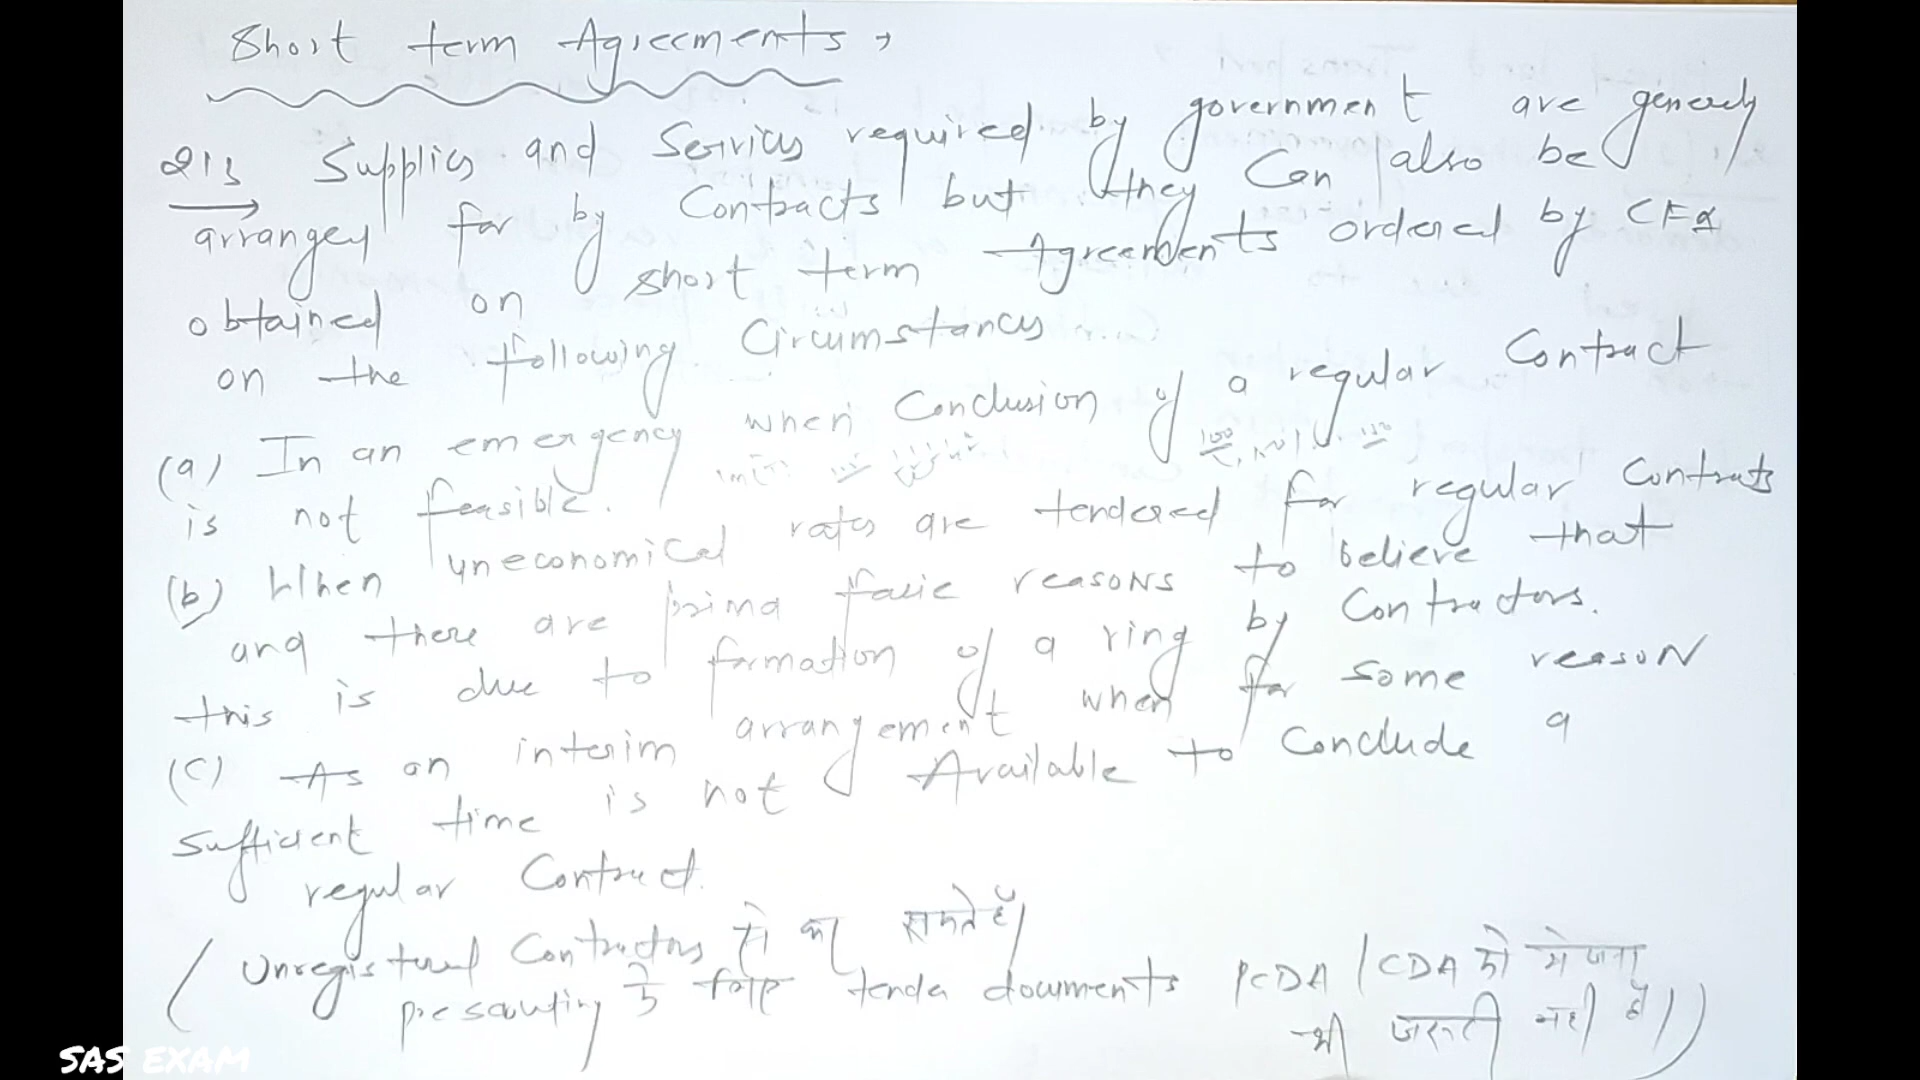 Short term Agreements,
213 Supplies and Services required by government are generally
arranged for by Contracts but they Can also be
obtained on short term Agreements ordered by CFA
on the following Circumstances
(a) In an emergency when Conclusion of a regular Contract
is not feasible.
(b) When uneconomical rates are tendered for regular Contracts
and there are prima facie reasons to believe that
this is due to formation of a ring by Contractors.
(C) As an interim arrangement when for some reason
sufficient time is not Available to Conclude a
regular Contract.
( Unregistered Contractors से कर सकते हैं।
prescrutiny के लिए tender documents PCDA / CDA को भेजना
भी जरूरी नहीं है।)
SAS EXAM